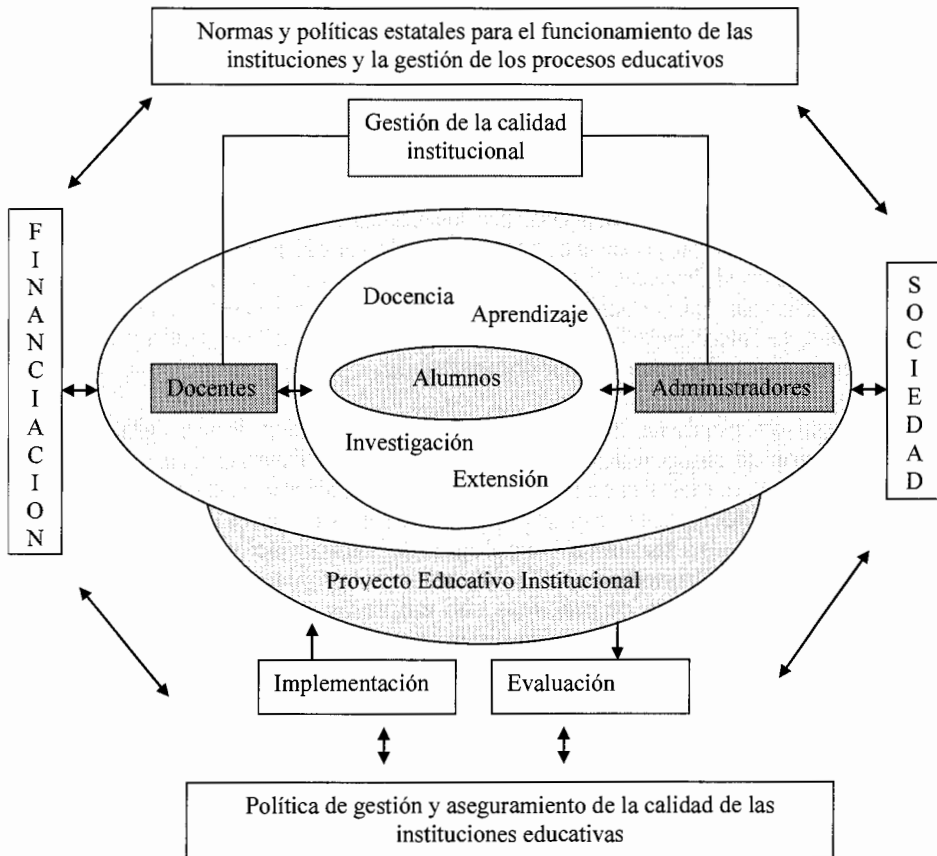 Normas y políticas estatales para el funcionamiento de las
instituciones y la gestión de los procesos educativos
Gestión de la calidad
institucional
FINANCIACION
SOCIEDAD
Docencia
Aprendizaje
Docentes
Alumnos
Administradores
Investigación
Extensión
Proyecto Educativo Institucional
Implementación
Evaluación
Política de gestión y aseguramiento de la calidad de las
instituciones educativas